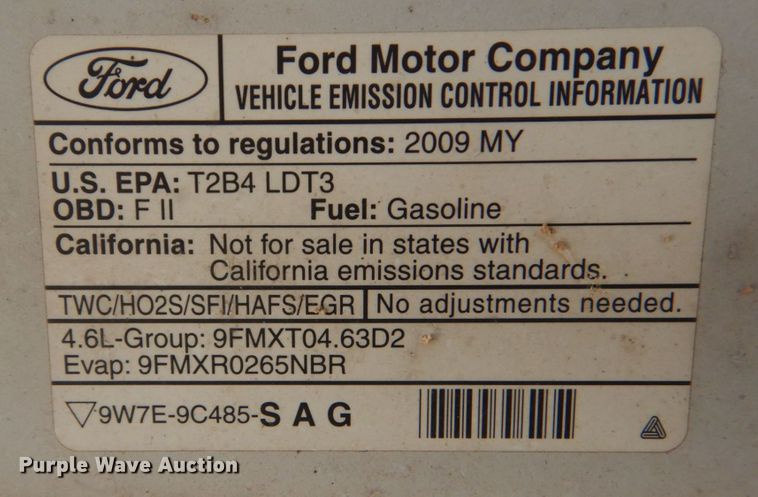 Ford
Ford Motor Company
VEHICLE EMISSION CONTROL INFORMATION
Conforms to regulations: 2009 MY
U.S. EPA: T2B4 LDT3
OBD: F II Fuel: Gasoline
California: Not for sale in states with
California emissions standards.
TWC/HO2S/SFI/HAFS/EGR No adjustments needed.
4.6L-Group: 9FMXT04.63D2
Evap: 9FMXR0265NBR
9W7E-9C485-SAG
Purple Wave Auction